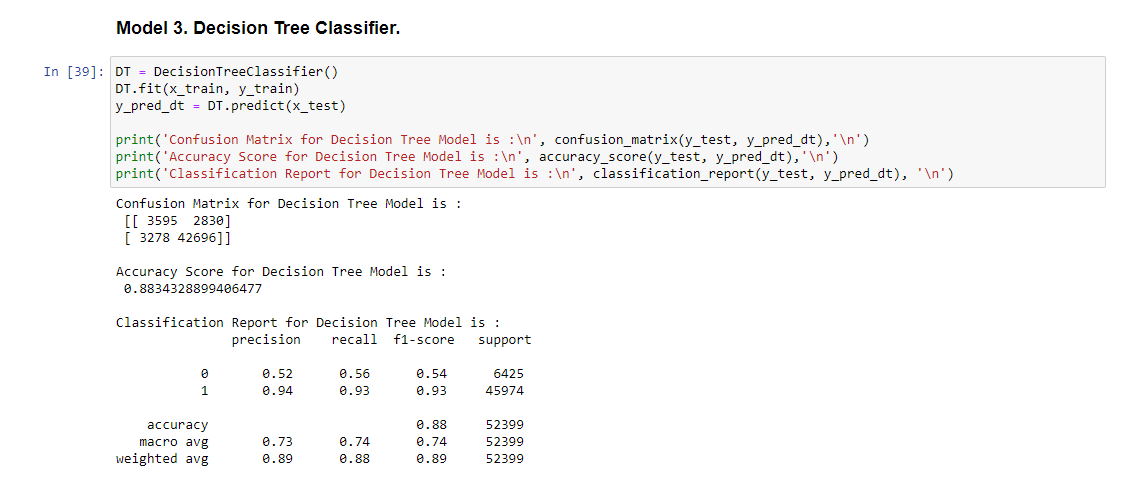 Model 3. Decision Tree Classifier.
In [39]: DT = DecisionTreeClassifier()
DT.fit(x_train, y_train)
y_pred_dt = DT.predict(x_test)
print('Confusion Matrix for Decision Tree Model is :\n', confusion_matrix(y_test, y_pred_dt),'\n')
print('Accuracy Score for Decision Tree Model is :\n', accuracy_score(y_test, y_pred_dt),'\n')
print('Classification Report for Decision Tree Model is :\n', classification_report(y_test, y_pred_dt), '\n')
Confusion Matrix for Decision Tree Model is :
[[ 3595  2830]
[ 3278 42696]]
Accuracy Score for Decision Tree Model is :
0.8834328899406477
Classification Report for Decision Tree Model is :
precision    recall  f1-score   support
0       0.52      0.56      0.54      6425
1       0.94      0.93      0.93     45974
accuracy                           0.88     52399
macro avg       0.73      0.74      0.74     52399
weighted avg       0.89      0.88      0.89     52399